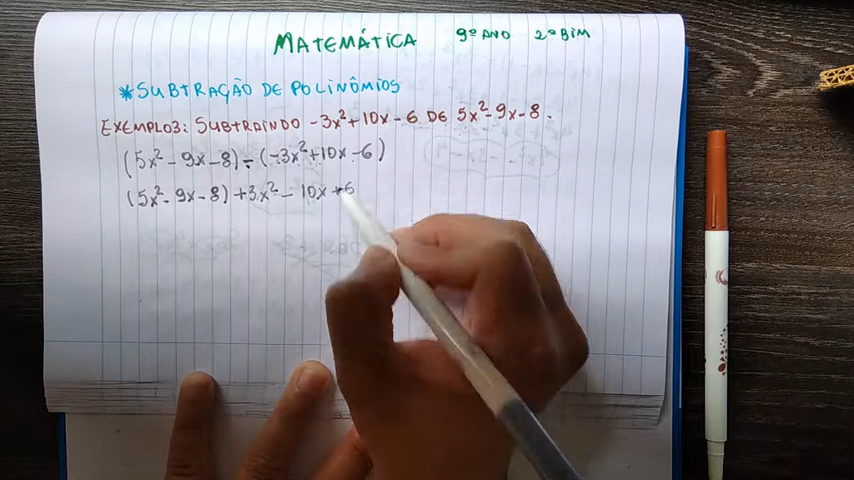 MATEMÁTICA 9º ANO 2º BIM
*SUBTRAÇÃO DE POLINÔMIOS
EXEMPLO3: SUBTRAINDO -3x²+10x-6 DE 5x²-9x-8.
(5x²-9x-8)-(-3x²+10x-6)
(5x²-9x-8)+3x²-10x+6